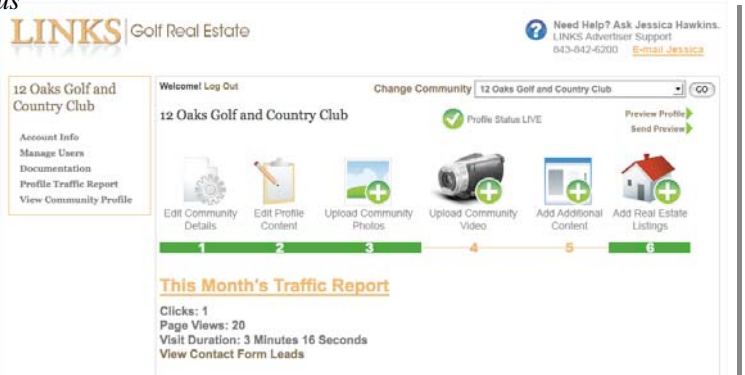 us
LINKS Golf Real Estate
Need Help? Ask Jessica Hawkins.
LINKS Advertiser Support
843-842-6200 E-mail Jessica
12 Oaks Golf and
Country Club
Account Info
Manage Users
Documentation
Profile Traffic Report
View Community Profile
Welcome! Log Out
Change Community 12 Oaks Golf and Country Club GO
12 Oaks Golf and Country Club
Profile Status LIVE
Preview Profile
Send Preview
Edit Community
Details
Edit Profile
Content
Upload Community
Photos
Upload Community
Video
Add Additional
Content
Add Real Estate
Listings
1 2 3 4 5 6
This Month's Traffic Report
Clicks: 1
Page Views: 20
Visit Duration: 3 Minutes 16 Seconds
View Contact Form Leads